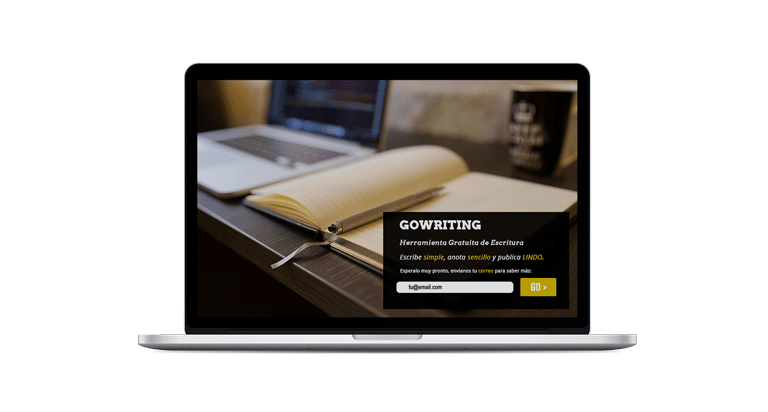 GOWRITING
Herramienta Gratuita de Escritura
Escribe simple, anota sencillo y publica LINDO.
Esperalo muy pronto, envianos tu correo para saber más:
tu@email.com
GO >